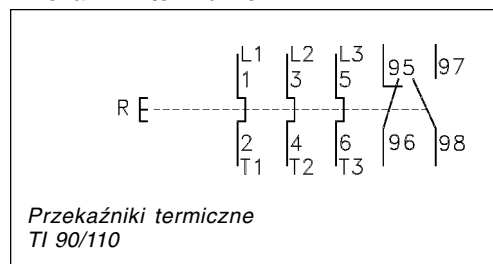 L1 L2 L3
1 3 5 95 97
R
2 4 6 96 98
T1 T2 T3
Przekaźniki termiczne
TI 90/110